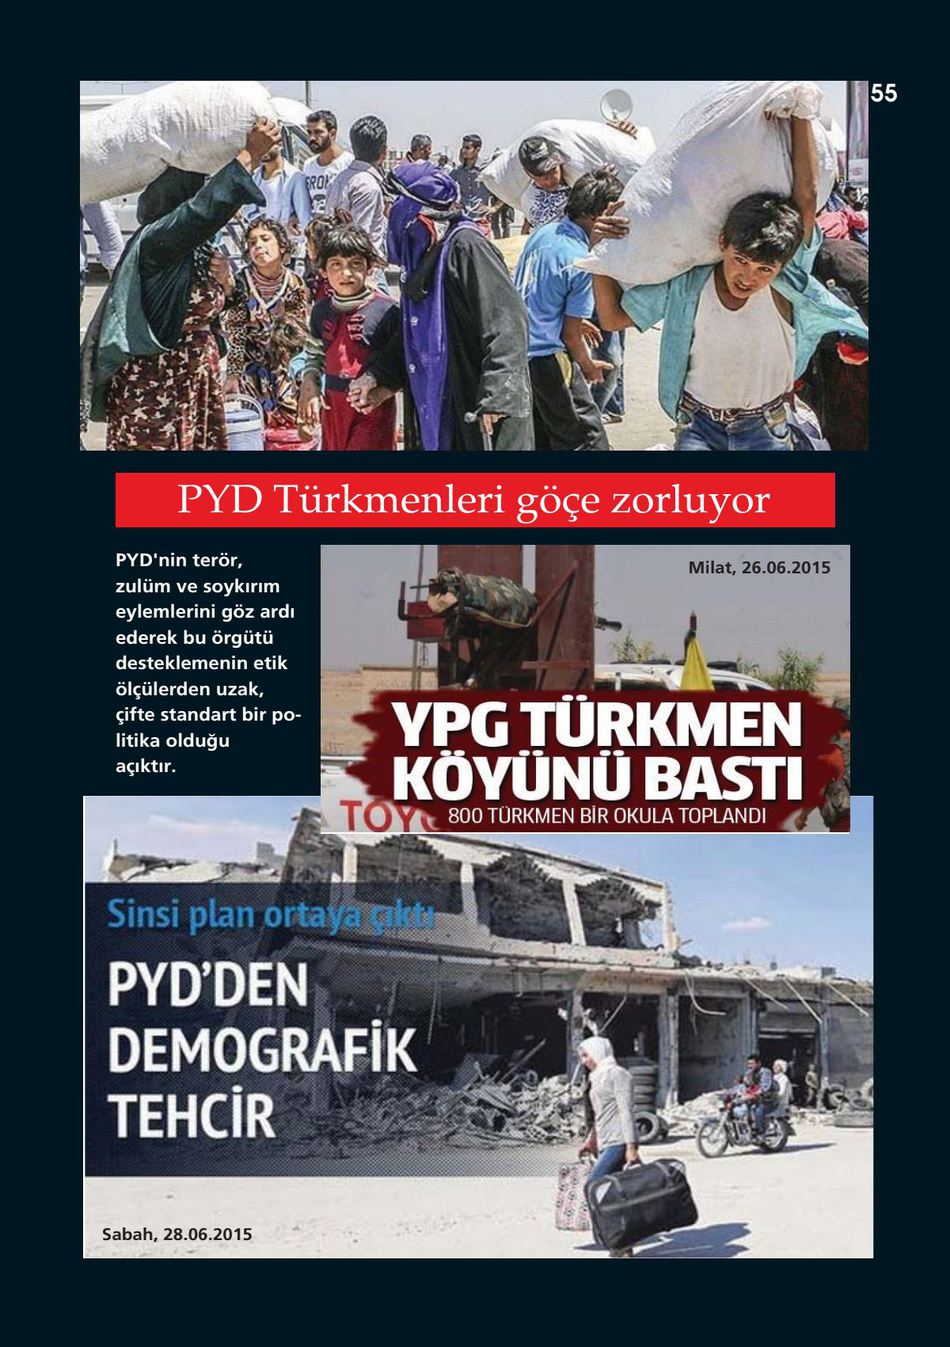 55
PYD Türkmenleri göçe zorluyor
PYD'nin terör,
zulüm ve soykırım
eylemlerini göz ardı
ederek bu örgütü
desteklemenin etik
ölçülerden uzak,
çifte standart bir po-
litika olduğu
açıktır.
Milat, 26.06.2015
YPG TÜRKMEN
KÖYÜNÜ BASTI
800 TÜRKMEN BİR OKULA TOPLANDI
Sinsi plan ortaya çıktı
PYD'DEN
DEMOGRAFİK
TEHCİR
Sabah, 28.06.2015